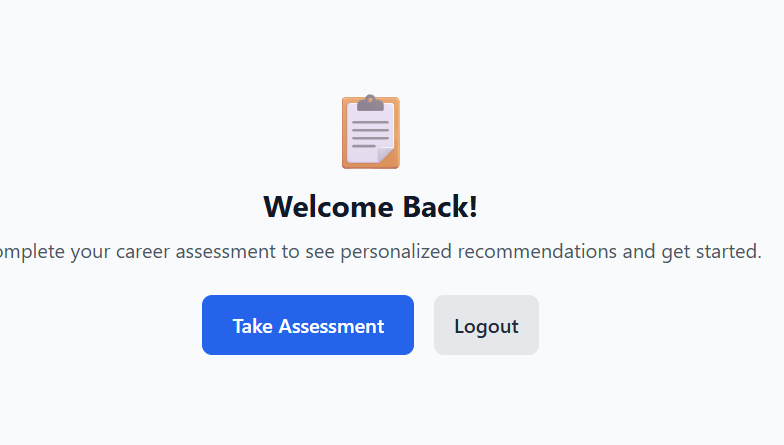 Welcome Back!
omplete your career assessment to see personalized recommendations and get started.
Take Assessment
Logout